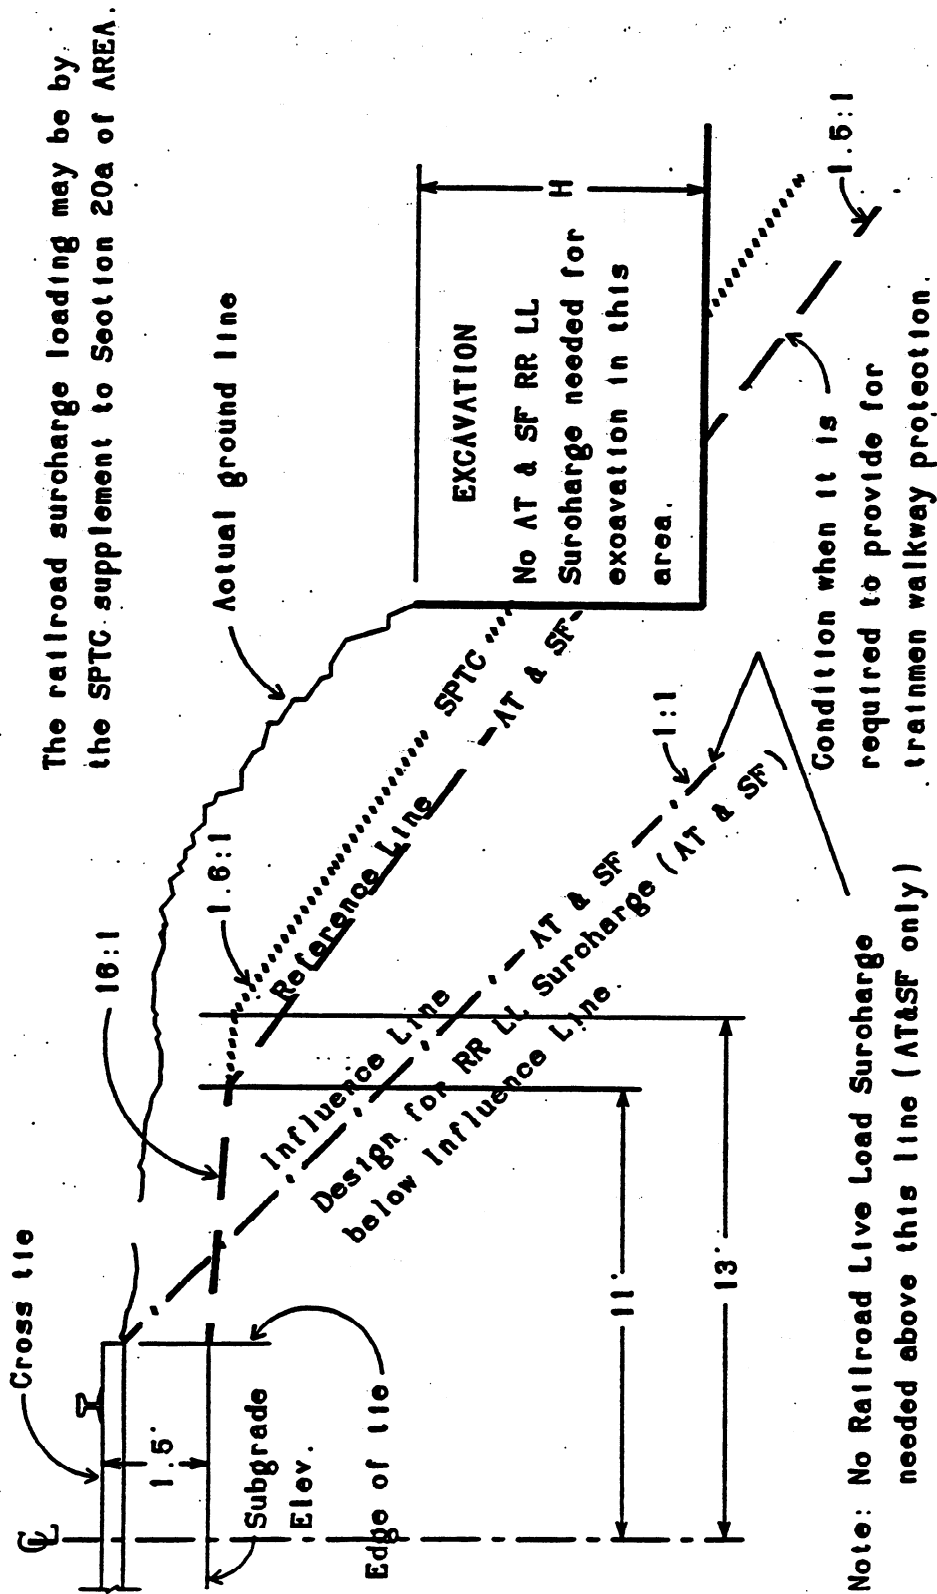 The railroad surcharge loading may be by
the SPTC supplement to Section 20a of AREA.
Cross tie
16:1
1.6:1
Actual ground line
EXCAVATION
No AT & SF RR LL
Surcharge needed for
excavation in this
area.
H
CL
1.5'
Subgrade
Elev.
Edge of tie
SPTC
Reference Line
AT & SF
Influence Line
AT & SF
Design for RR LL Surcharge (AT & SF)
below Influence Line.
1:1
1.5:1
11'
13'
Condition when it is
required to provide for
trainmen walkway protection.
Note: No Railroad Live Load Surcharge
needed above this line (AT&SF only)